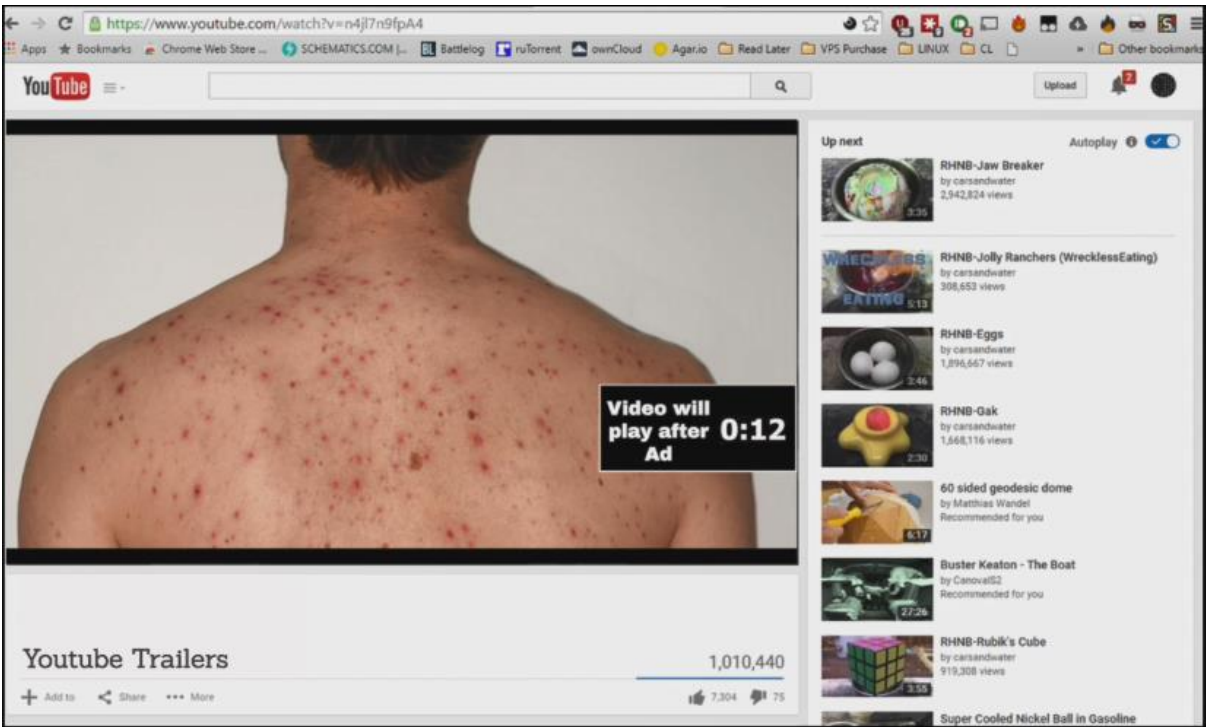 https://www.youtube.com/watch?v=n4jl7n9fpA4
Apps Bookmarks Chrome Web Store ... SCHEMATICS.COM |... Battlelog ruTorrent ownCloud Agar.io Read Later VPS Purchase LINUX CL » Other bookmarks
YouTube
Upload
2
Video will
play after
Ad
0:12
Youtube Trailers
1,010,440
Add to Share More
7,304 75
Up next
Autoplay
RHNB-Jaw Breaker
by carsandwater
2,942,824 views
3:35
RHNB-Jolly Ranchers (WrecklessEating)
by carsandwater
308,653 views
WRECKLESS
EATING
5:13
RHNB-Eggs
by carsandwater
1,896,667 views
3:46
RHNB-Gak
by carsandwater
1,668,116 views
2:30
60 sided geodesic dome
by Matthias Wandel
Recommended for you
6:17
Buster Keaton - The Boat
by CanovalS2
Recommended for you
27:26
RHNB-Rubik's Cube
by carsandwater
919,308 views
3:55
Super Cooled Nickel Ball in Gasoline